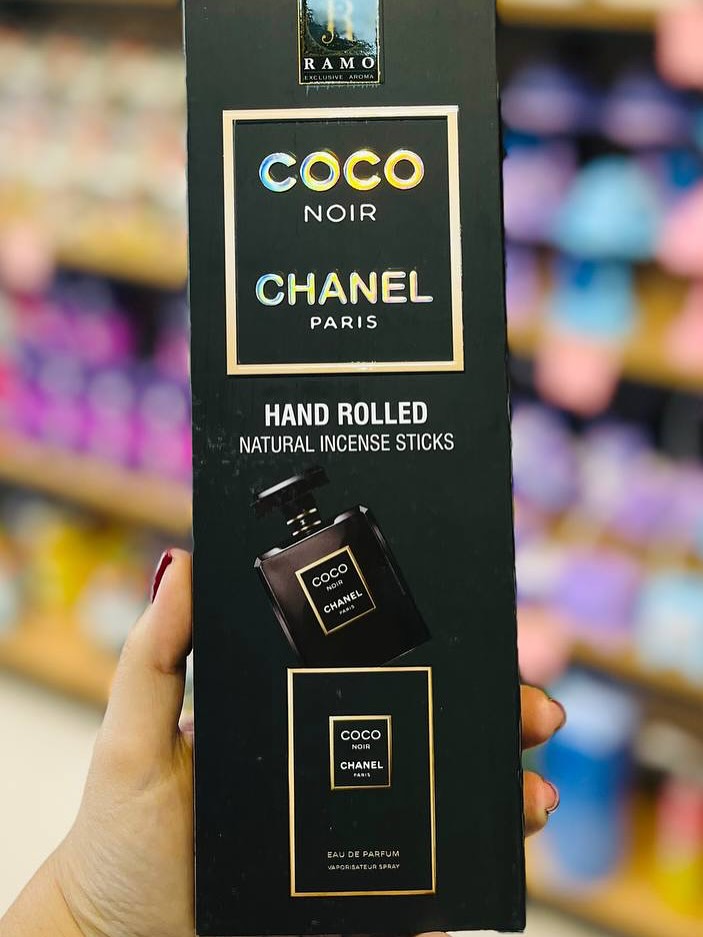 RAMO
EXCLUSIVE AROMA
COCO
NOIR
CHANEL
PARIS
HAND ROLLED
NATURAL INCENSE STICKS
COCO
NOIR
CHANEL
PARIS
COCO
NOIR
CHANEL
PARIS
EAU DE PARFUM
VAPORISATEUR SPRAY